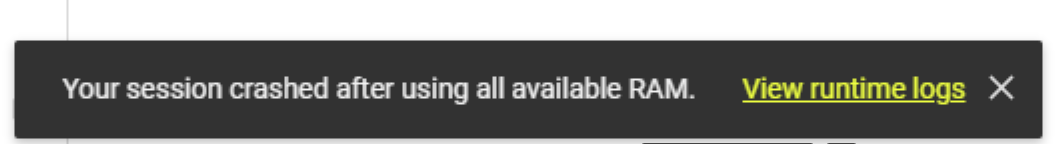 Your session crashed after using all available RAM. View runtime logs